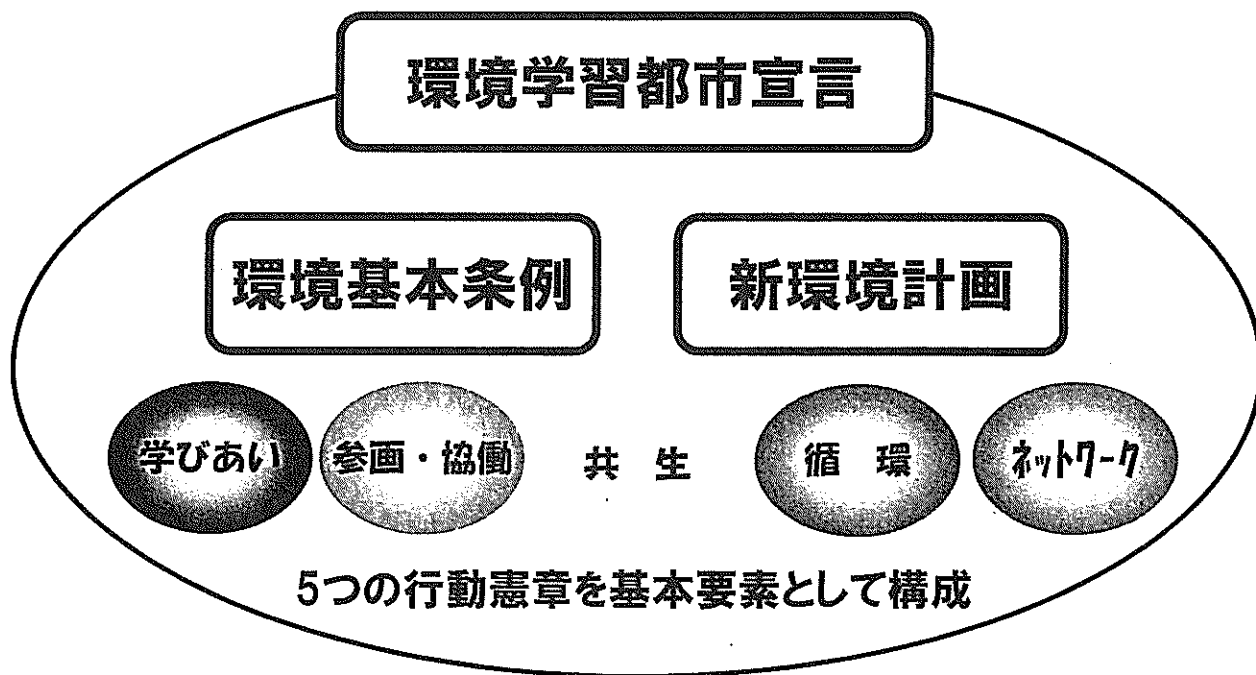 環境学習都市宣言
環境基本条例
新環境計画
学びあい
参画・協働
共生
循環
ネットワーク
5つの行動憲章を基本要素として構成